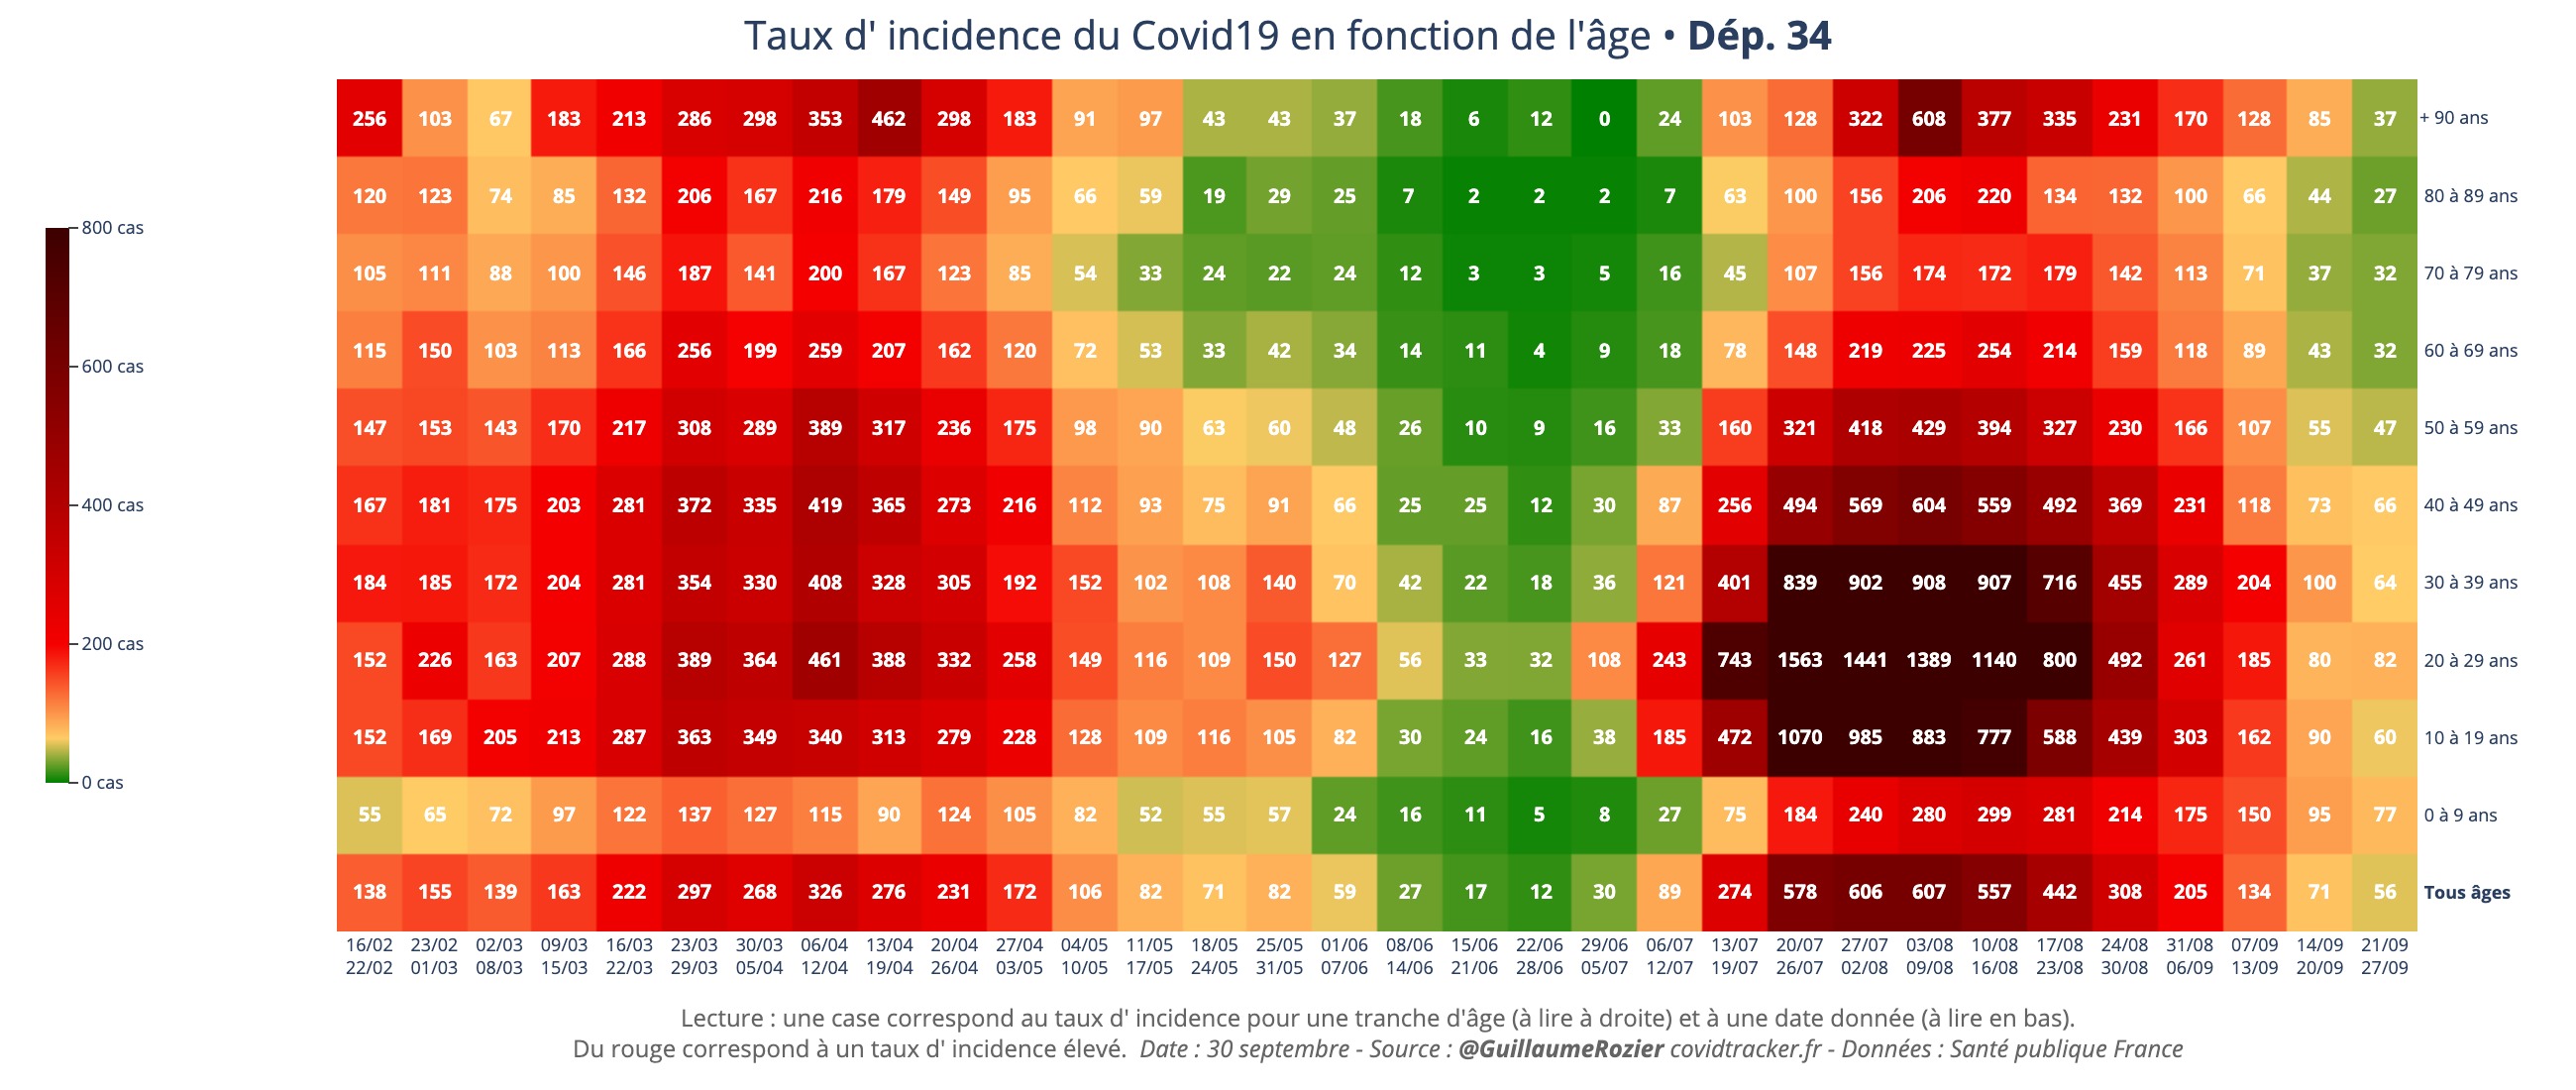 Taux d' incidence du Covid19 en fonction de l'âge • Dép. 34
800 cas
600 cas
400 cas
200 cas
0 cas
256 103 67 183 213 286 298 353 462 298 183 91 97 43 43 37 18 6 12 0 24 103 128 322 608 377 335 231 170 128 85 37 + 90 ans
120 123 74 85 132 206 167 216 179 149 95 66 59 19 29 25 7 2 2 2 7 63 100 156 206 220 134 132 100 66 44 27 80 à 89 ans
105 111 88 100 146 187 141 200 167 123 85 54 33 24 22 24 12 3 3 5 16 45 107 156 174 172 179 142 113 71 37 32 70 à 79 ans
115 150 103 113 166 256 199 259 207 162 120 72 53 33 42 34 14 11 4 9 18 78 148 219 225 254 214 159 118 89 43 32 60 à 69 ans
147 153 143 170 217 308 289 389 317 236 175 98 90 63 60 48 26 10 9 16 33 160 321 418 429 394 327 230 166 107 55 47 50 à 59 ans
167 181 175 203 281 372 335 419 365 273 216 112 93 75 91 66 25 25 12 30 87 256 494 569 604 559 492 369 231 118 73 66 40 à 49 ans
184 185 172 204 281 354 330 408 328 305 192 152 102 108 140 70 42 22 18 36 121 401 839 902 908 907 716 455 289 204 100 64 30 à 39 ans
152 226 163 207 288 389 364 461 388 332 258 149 116 109 150 127 56 33 32 108 243 743 1563 1441 1389 1140 800 492 261 185 80 82 20 à 29 ans
152 169 205 213 287 363 349 340 313 279 228 128 109 116 105 82 30 24 16 38 185 472 1070 985 883 777 588 439 303 162 90 60 10 à 19 ans
55 65 72 97 122 137 127 115 90 124 105 82 52 55 57 24 16 11 5 8 27 75 184 240 280 299 281 214 175 150 95 77 0 à 9 ans
138 155 139 163 222 297 268 326 276 231 172 106 82 71 82 59 27 17 12 30 89 274 578 606 607 557 442 308 205 134 71 56 Tous âges
16/02 23/02 02/03 09/03 16/03 23/03 30/03 06/04 13/04 20/04 27/04 04/05 11/05 18/05 25/05 01/06 08/06 15/06 22/06 29/06 06/07 13/07 20/07 27/07 03/08 10/08 17/08 24/08 31/08 07/09 14/09 21/09
22/02 01/03 08/03 15/03 22/03 29/03 05/04 12/04 19/04 26/04 03/05 10/05 17/05 24/05 31/05 07/06 14/06 21/06 28/06 05/07 12/07 19/07 26/07 02/08 09/08 16/08 23/08 30/08 06/09 13/09 20/09 27/09
Lecture : une case correspond au taux d' incidence pour une tranche d'âge (à lire à droite) et à une date donnée (à lire en bas).
Du rouge correspond à un taux d' incidence élevé. Date : 30 septembre - Source : @GuillaumeRozier covidtracker.fr - Données : Santé publique France